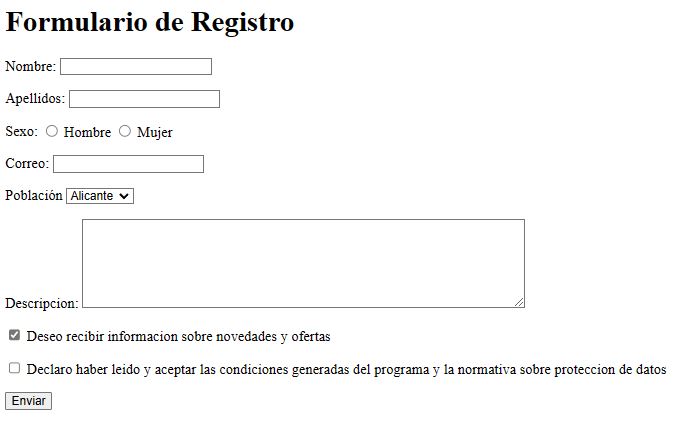 Formulario de Registro
Nombre:
Apellidos:
Sexo: Hombre Mujer
Correo:
Población Alicante
Descripcion:
Deseo recibir informacion sobre novedades y ofertas
Declaro haber leido y aceptar las condiciones generadas del programa y la normativa sobre proteccion de datos
Enviar